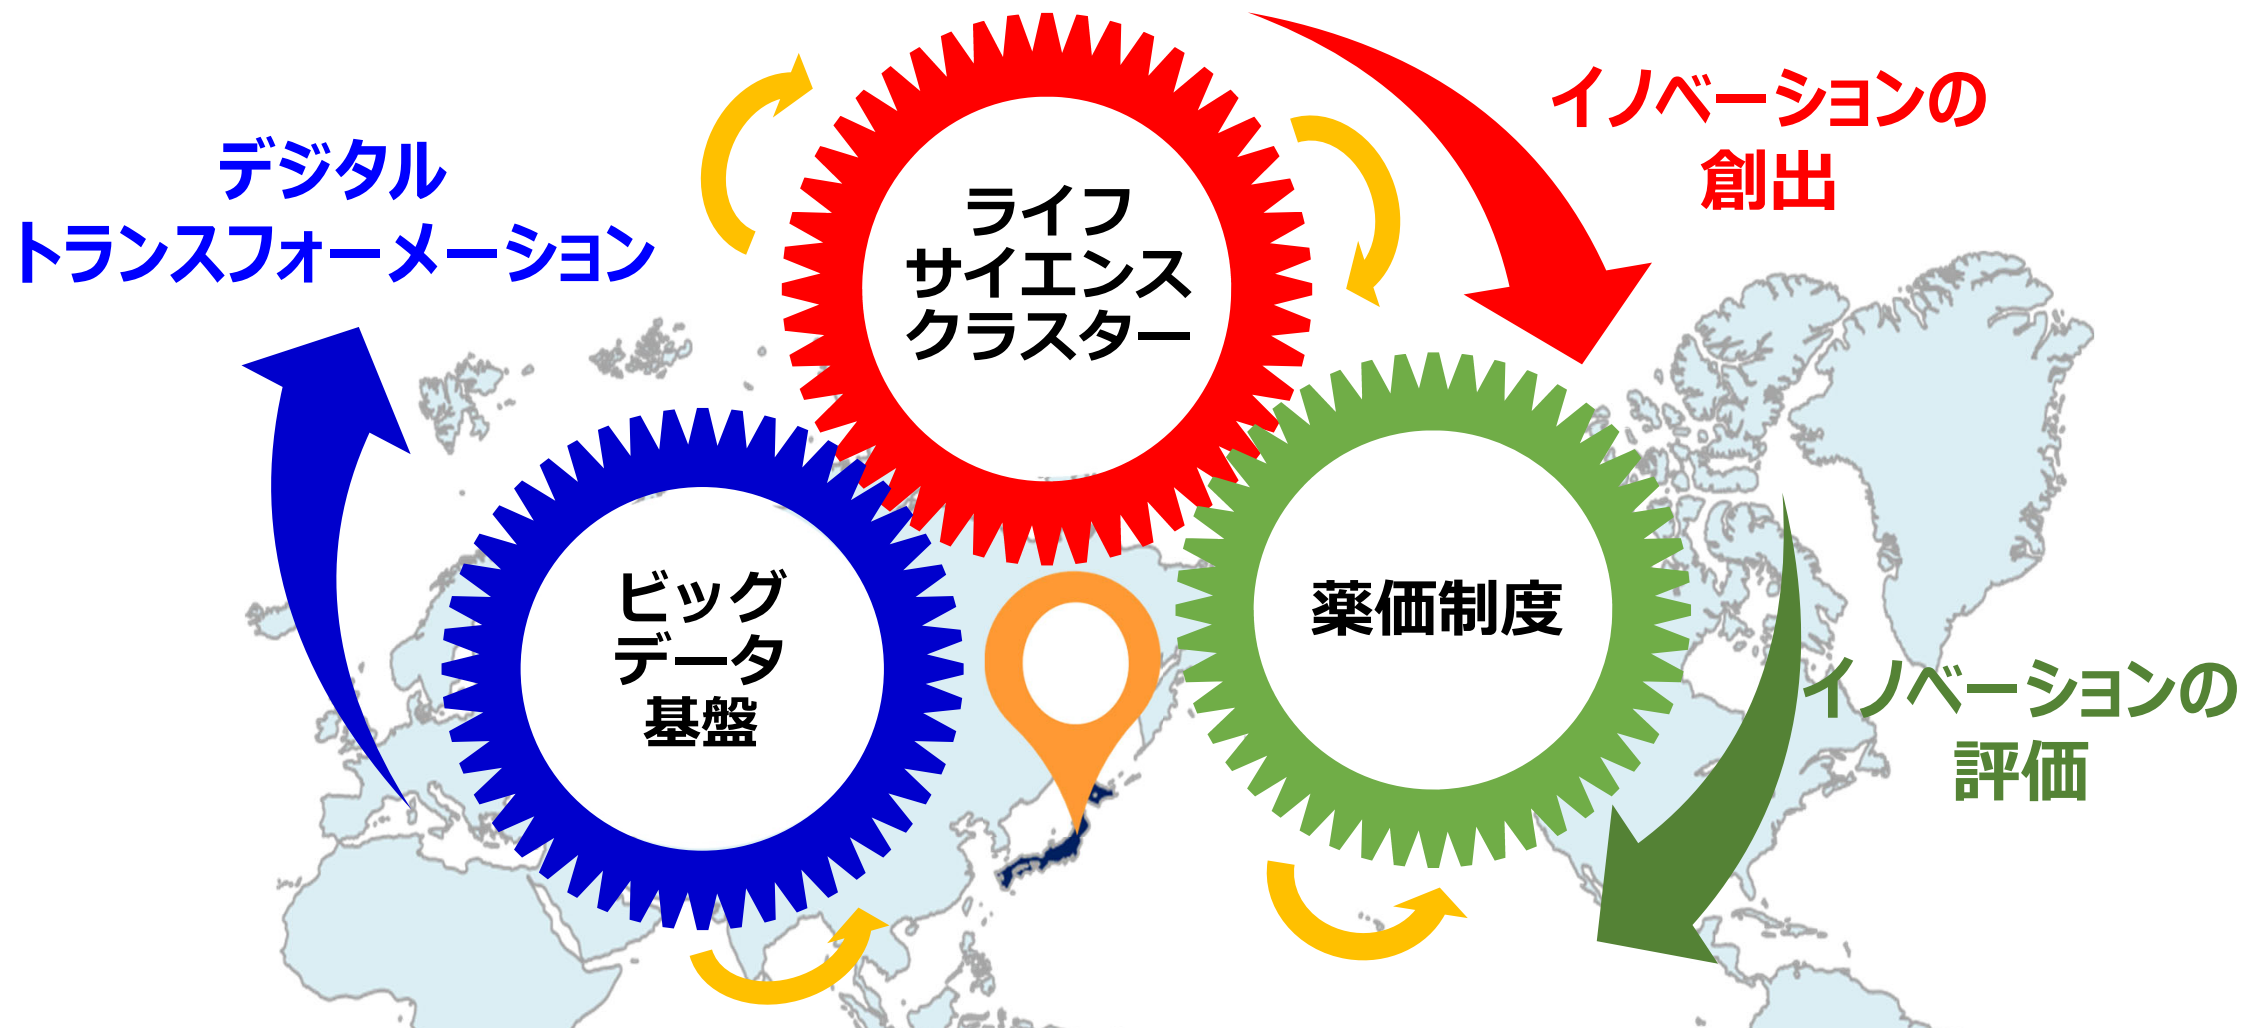 デジタル
トランスフォーメーション
ライフ
サイエンス
クラスター
イノベーションの
創出
ビッグ
データ
基盤
薬価制度
イノベーションの
評価